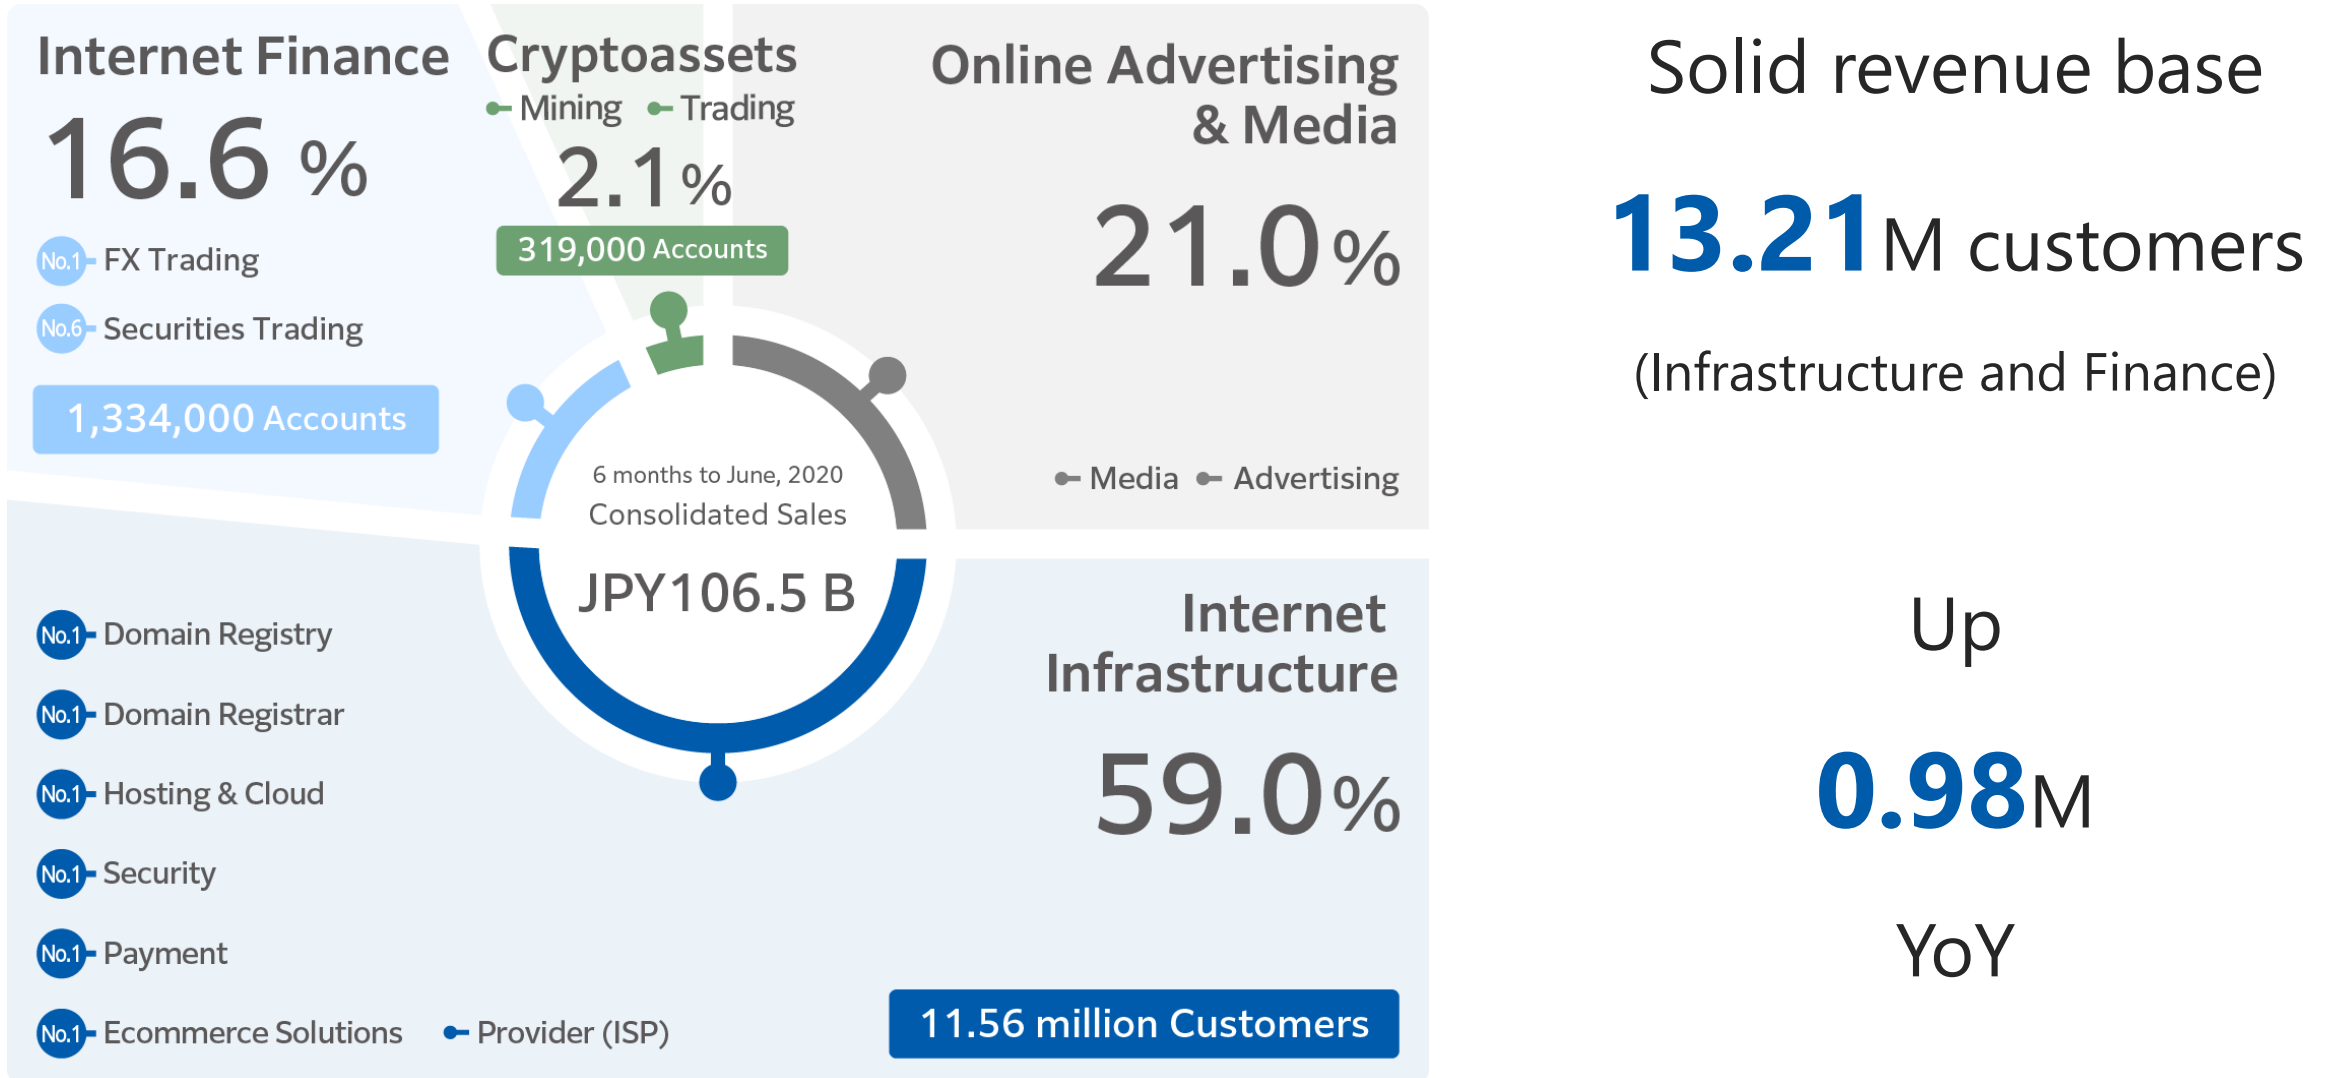 Internet Finance
16.6 %
No.1 FX Trading
No.6 Securities Trading
1,334,000 Accounts
Cryptoassets
Mining Trading
2.1%
319,000 Accounts
Online Advertising
& Media
21.0%
Media Advertising
6 months to June, 2020
Consolidated Sales
JPY106.5 B
No.1 Domain Registry
No.1 Domain Registrar
No.1 Hosting & Cloud
No.1 Security
No.1 Payment
No.1 Ecommerce Solutions Provider (ISP)
Internet
Infrastructure
59.0%
11.56 million Customers
Solid revenue base
13.21M customers
(Infrastructure and Finance)
Up
0.98M
YoY